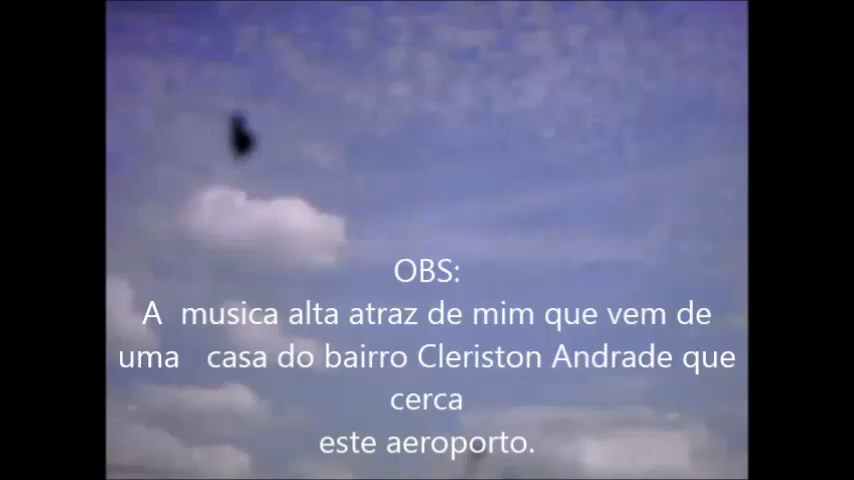 OBS:
A musica alta atraz de mim que vem de
uma casa do bairro Cleriston Andrade que
cerca
este aeroporto.